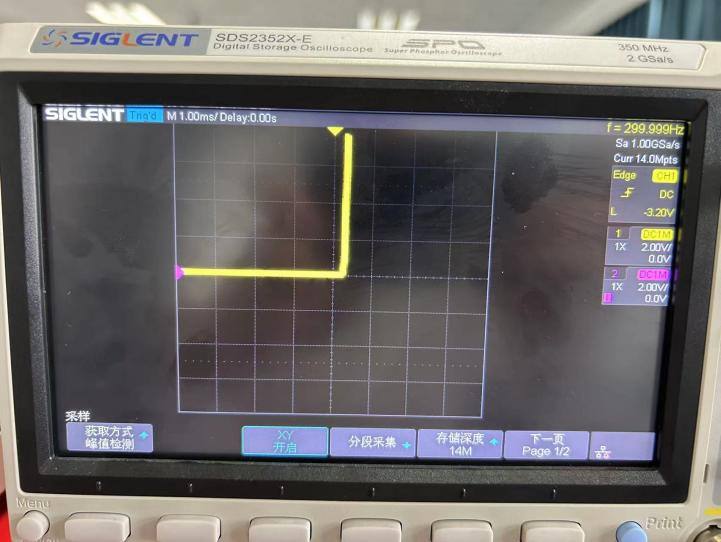 SIGLENT SDS2352X-E
Digital Storage Oscilloscope
SPO
Super Phosphor Oscilloscope
350 MHz
2 GSa/s
SIGLENT Trig'd M 1.00ms/ Delay:0.00s
f = 299.999Hz
Sa 1.00GSa/s
Curr 14.0Mpts
Edge CH1
DC
L -3.20V
1 DC1M
1X 2.00V/
0.0V
2 DC1M
1X 2.00V/
0.0V
采样
获取方式
峰值检测
XY
开启
分段采集
存储深度
14M
下一页
Page 1/2
Menu
Print